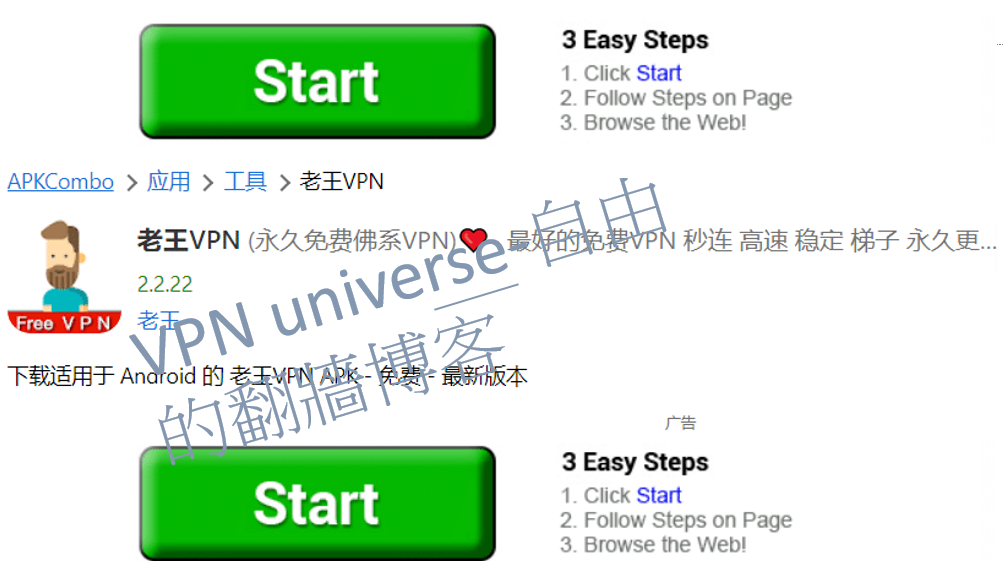 Start
3 Easy Steps
1. Click Start
2. Follow Steps on Page
3. Browse the Web!
APKCombo > 应用 > 工具 > 老王VPN
老王VPN (永久免费佛系VPN)❤ 最好的免费VPN 秒连 高速 稳定 梯子 永久更...
2.2.22
Free VPN
老王
VPN universe 自由
的翻牆博客
下载适用于 Android 的 老王VPN APK - 免费 - 最新版本
广告
Start
3 Easy Steps
1. Click Start
2. Follow Steps on Page
3. Browse the Web!